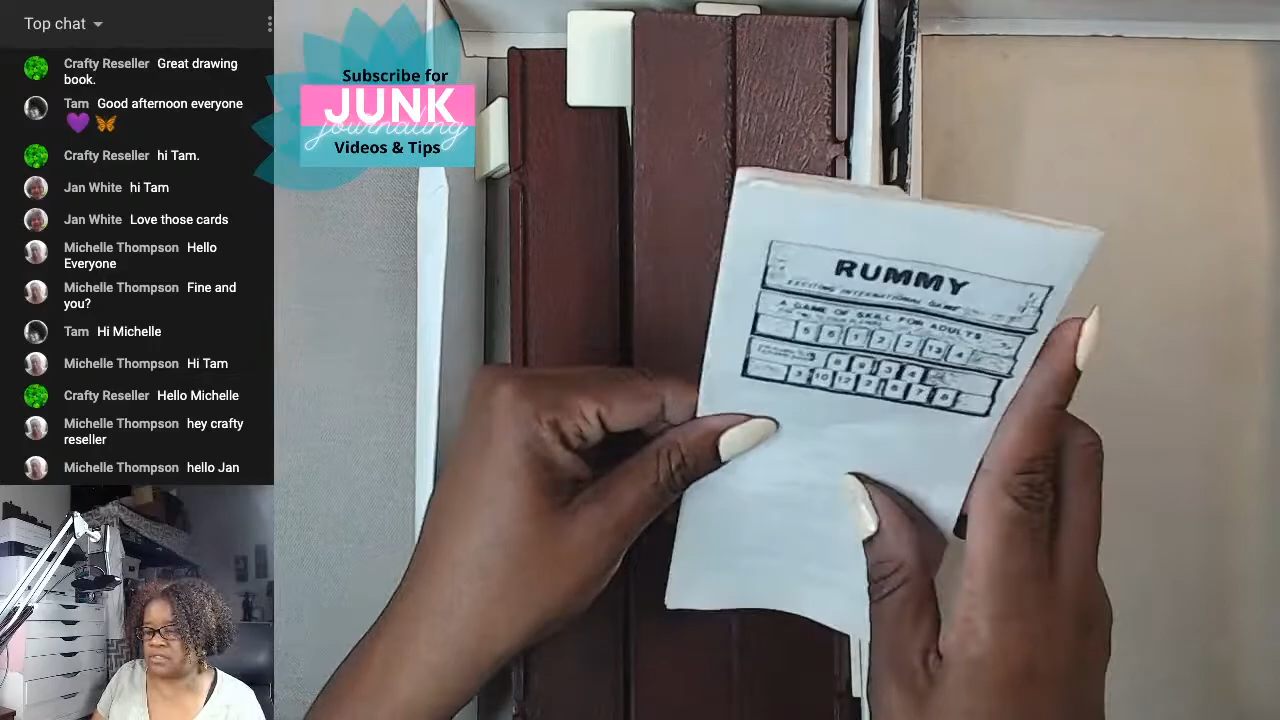 Top chat
Crafty Reseller Great drawing
book.
Tam Good afternoon everyone
Crafty Reseller hi Tam.
Jan White hi Tam
Jan White Love those cards
Michelle Thompson Hello
Everyone
Michelle Thompson Fine and
you?
Tam Hi Michelle
Michelle Thompson Hi Tam
Crafty Reseller Hello Michelle
Michelle Thompson hey crafty
reseller
Michelle Thompson hello Jan
Subscribe for
JUNK
journaling
Videos & Tips
RUMMY
EXCITING INTERNATIONAL GAME
A GAME OF SKILL FOR ADULTS